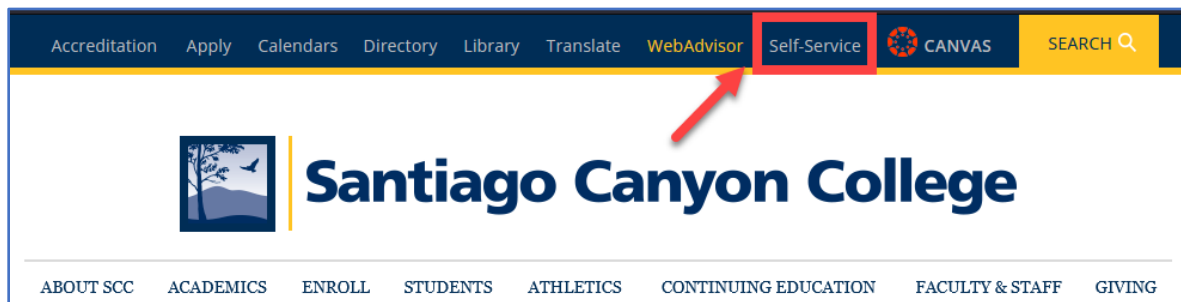 Accreditation Apply Calendars Directory Library Translate WebAdvisor Self-Service CANVAS SEARCH
Santiago Canyon College
ABOUT SCC ACADEMICS ENROLL STUDENTS ATHLETICS CONTINUING EDUCATION FACULTY & STAFF GIVING